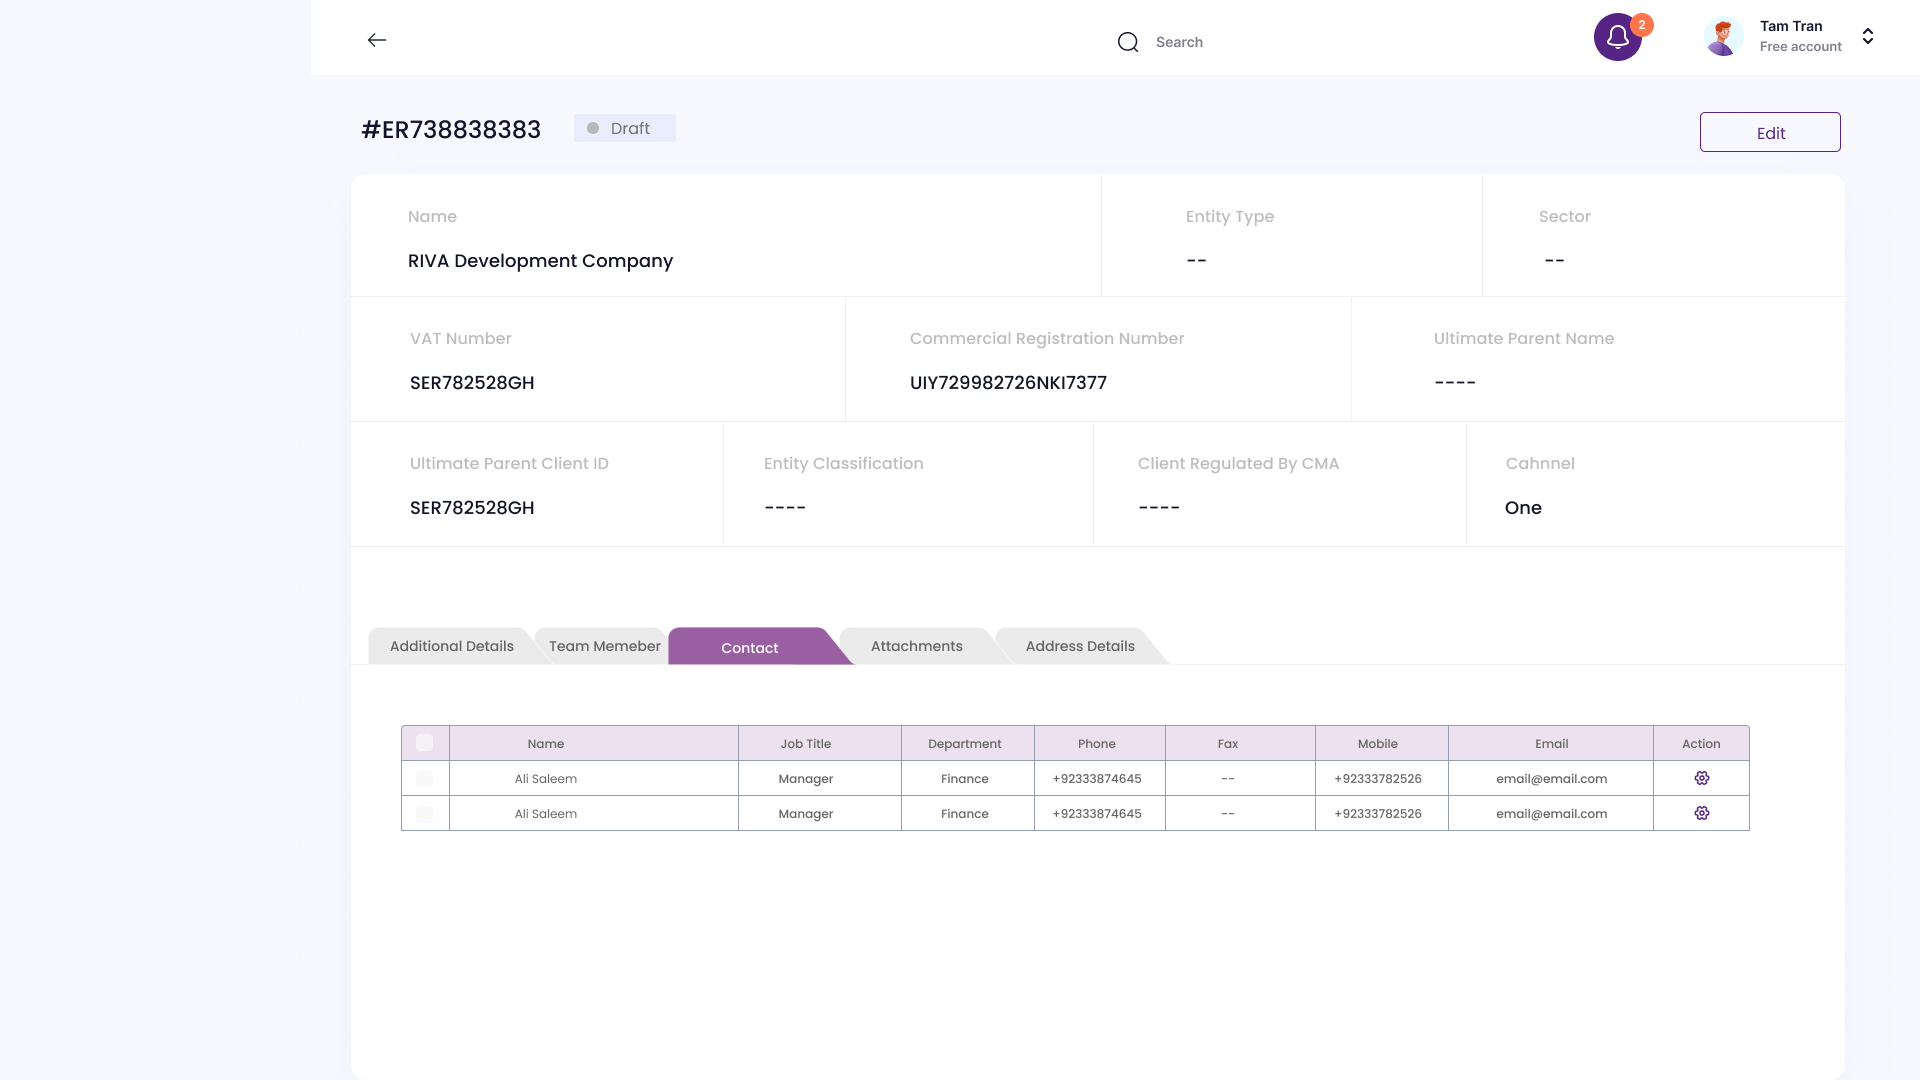 Search
2
Tam Tran
Free account
#ER738838383
Draft
Edit
Name
Entity Type
Sector
RIVA Development Company
--
--
VAT Number
Commercial Registration Number
Ultimate Parent Name
SER782528GH
UIY729982726NKI7377
----
Ultimate Parent Client ID
Entity Classification
Client Regulated By CMA
Cahnnel
SER782528GH
----
----
One
Additional Details
Team Memeber
Contact
Attachments
Address Details
Name Job Title Department Phone Fax Mobile Email Action
Ali Saleem Manager Finance +92333874645 -- +92333782526 email@email.com
Ali Saleem Manager Finance +92333874645 -- +92333782526 email@email.com